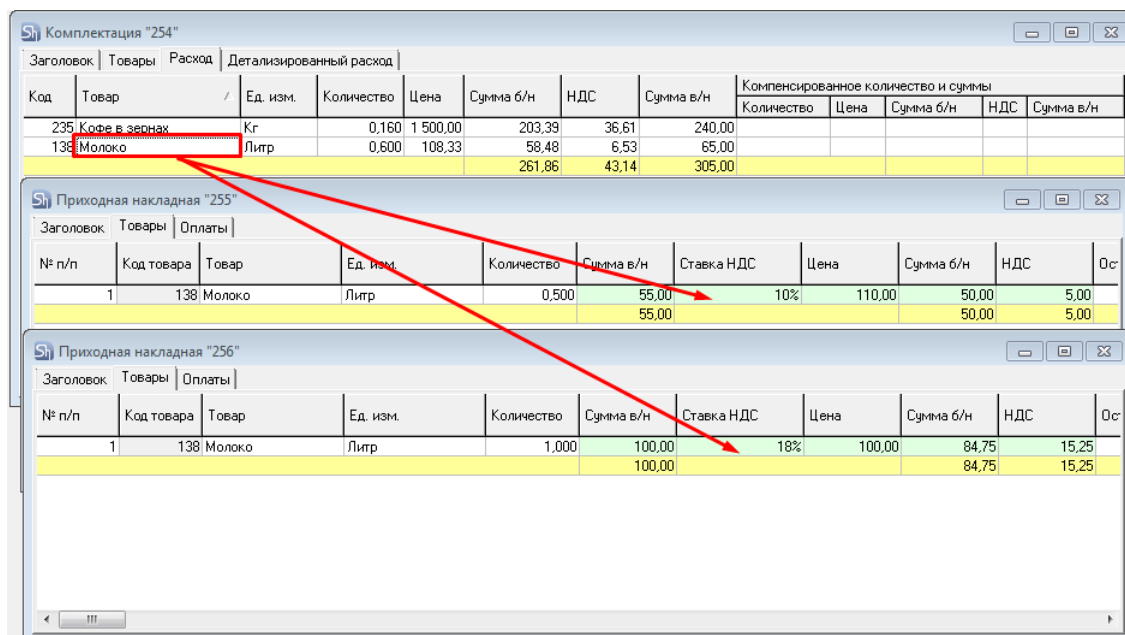 Sh Комплектация "254"
Заголовок Товары Расход Детализированный расход
Код Товар Ед. изм. Количество Цена Сумма б/н НДС Сумма в/н Компенсированное количество и суммы
Количество Цена Сумма б/н НДС Сумма в/н
235 Кофе в зернах Кг 0,160 1 500,00 203,39 36,61 240,00
138 Молоко Литр 0,600 108,33 58,48 6,53 65,00
261,86 43,14 305,00
Sh Приходная накладная "255"
Заголовок Товары Оплаты
№ п/п Код товара Товар Ед. изм. Количество Сумма в/н Ставка НДС Цена Сумма б/н НДС Ос
1 138 Молоко Литр 0,500 55,00 10% 110,00 50,00 5,00
55,00 50,00 5,00
Sh Приходная накладная "256"
Заголовок Товары Оплаты
№ п/п Код товара Товар Ед. изм. Количество Сумма в/н Ставка НДС Цена Сумма б/н НДС Ос
1 138 Молоко Литр 1,000 100,00 18% 100,00 84,75 15,25
100,00 84,75 15,25